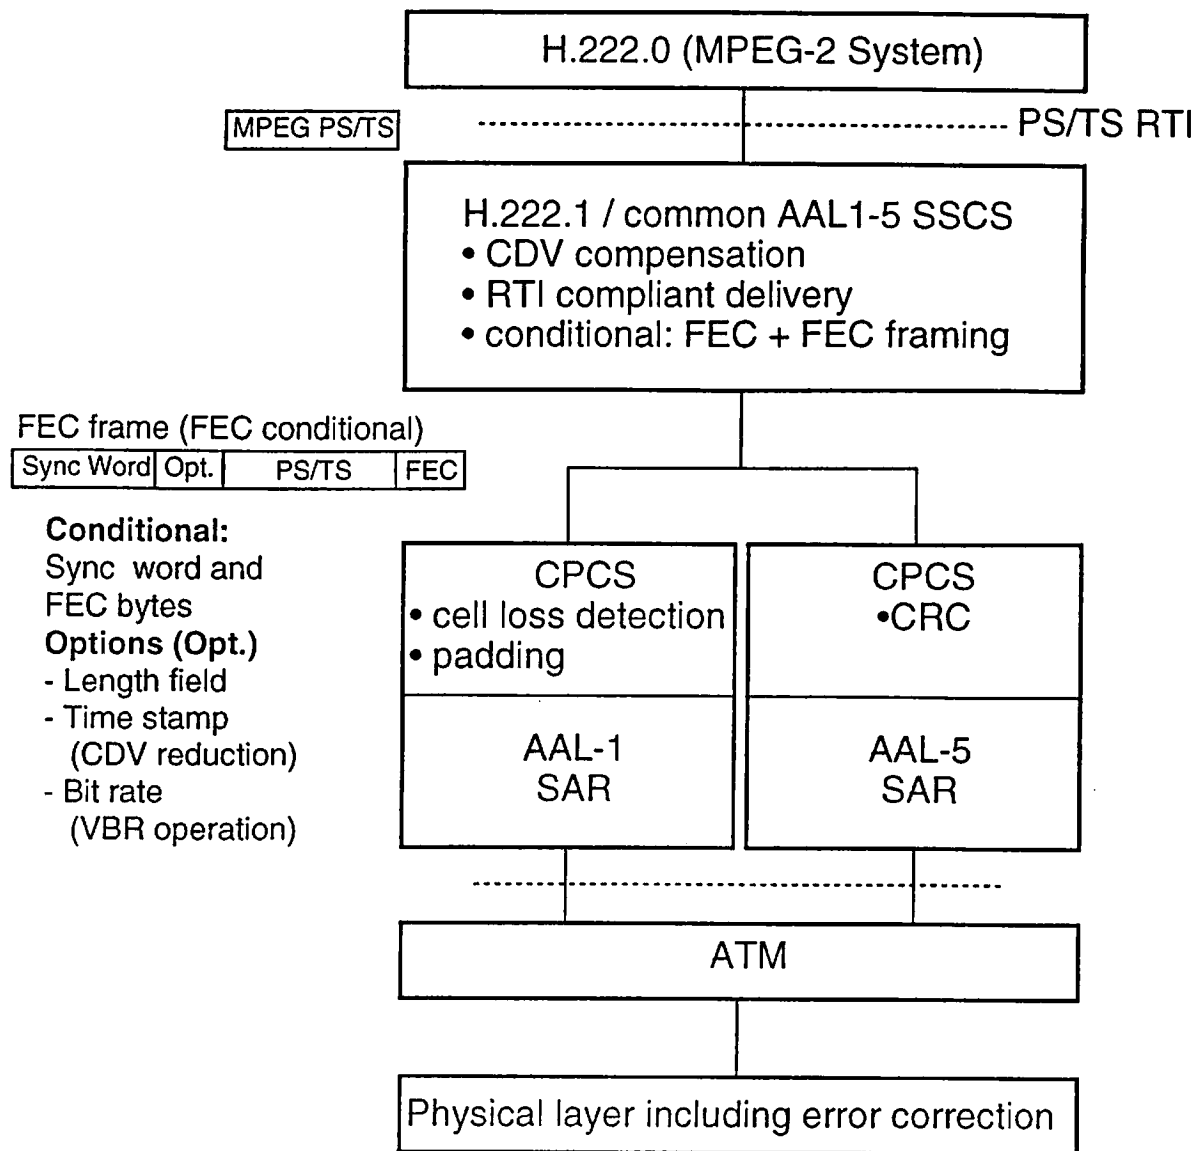 H.222.0 (MPEG-2 System)
MPEG PS/TS
PS/TS RTI
H.222.1 / common AAL1-5 SSCS
• CDV compensation
• RTI compliant delivery
• conditional: FEC + FEC framing
FEC frame (FEC conditional)
Sync Word Opt. PS/TS FEC
Conditional:
Sync word and
FEC bytes
Options (Opt.)
- Length field
- Time stamp
(CDV reduction)
- Bit rate
(VBR operation)
CPCS
• cell loss detection
• padding
AAL-1
SAR
CPCS
•CRC
AAL-5
SAR
ATM
Physical layer including error correction